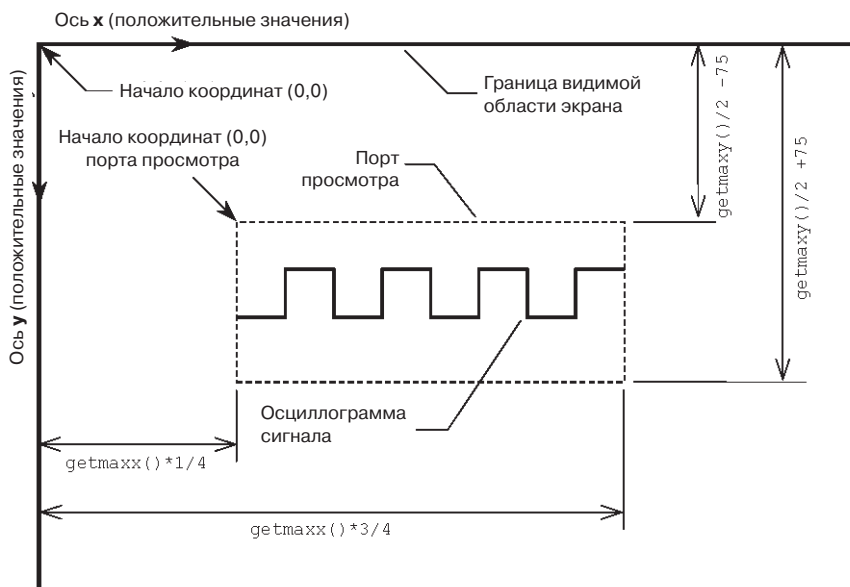 Ось x (положительные значения)
Начало координат (0,0)
Граница видимой
области экрана
getmaxy()/2 -75
getmaxy()/2 +75
Ось y (положительные значения)
Начало координат (0,0)
порта просмотра
Порт
просмотра
Осциллограмма
сигнала
getmaxx()*1/4
getmaxx()*3/4